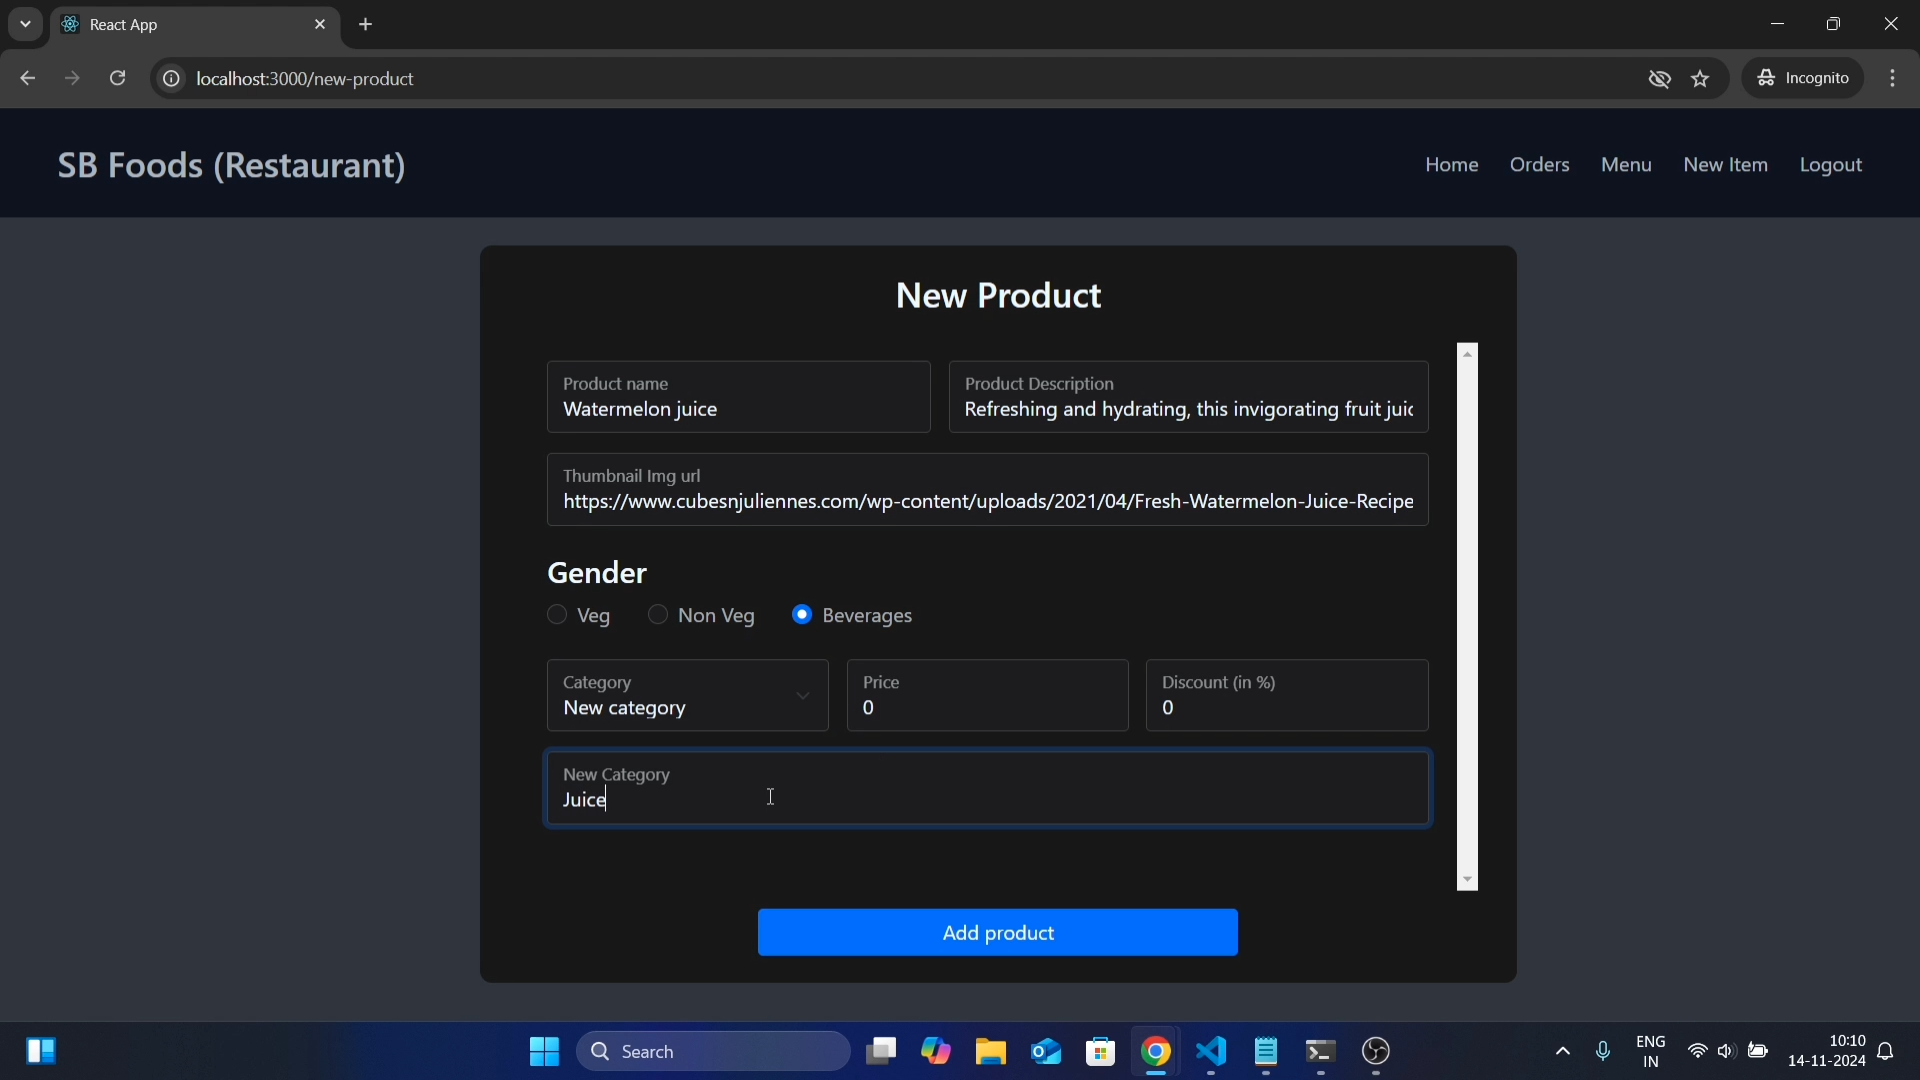 React App
localhost:3000/new-product
Incognito
SB Foods (Restaurant)
Home Orders Menu New Item Logout
New Product
Product name
Watermelon juice
Product Description
Refreshing and hydrating, this invigorating fruit juic
Thumbnail Img url
https://www.cubesnjuliennes.com/wp-content/uploads/2021/04/Fresh-Watermelon-Juice-Recipe
Gender
Veg Non Veg Beverages
Category
New category
Price
0
Discount (in %)
0
New Category
Juice
Add product
Search
ENG
IN
10:10
14-11-2024